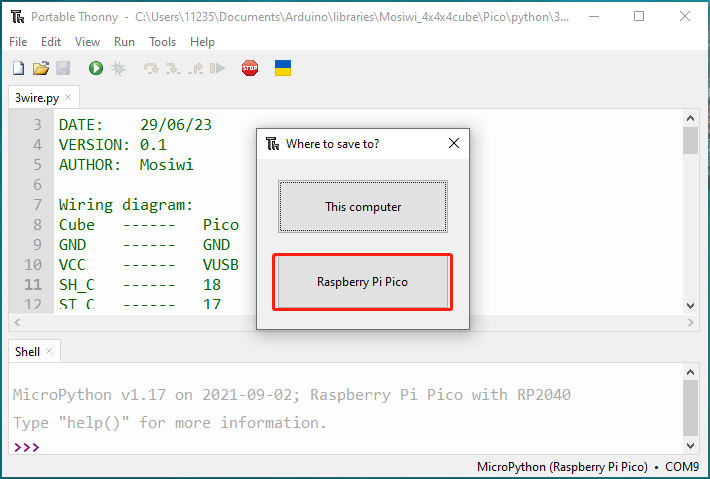 Portable Thonny - C:\Users\11235\Documents\Arduino\libraries\Mosiwi_4x4x4cube\Pico\python\3...
File Edit View Run Tools Help
STOP
3wire.py
3 DATE: 29/06/23
4 VERSION: 0.1
5 AUTHOR: Mosiwi
6
7 Wiring diagram:
8 Cube ------ Pico
9 GND ------ GND
10 VCC ------ VUSB
11 SH_C ------ 18
12 ST_C ------ 17
Where to save to?
This computer
Raspberry Pi Pico
Shell
MicroPython v1.17 on 2021-09-02; Raspberry Pi Pico with RP2040
Type "help()" for more information.
>>>
MicroPython (Raspberry Pi Pico) • COM9